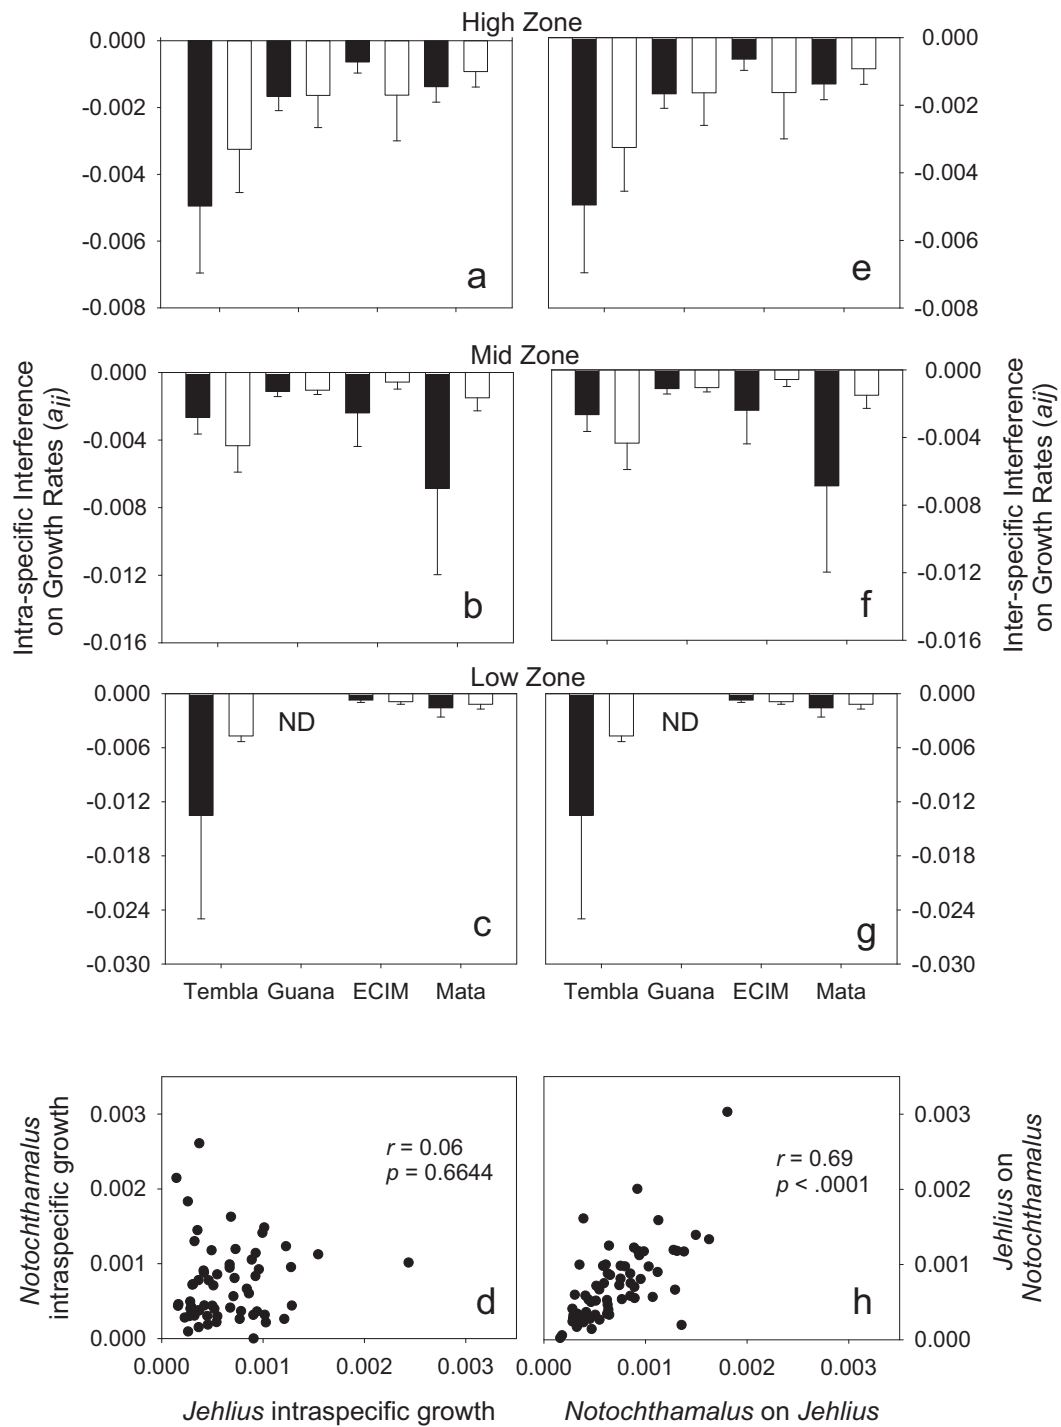 High Zone
0.000
-0.002
-0.004
-0.006
-0.008
a
0.000
-0.002
-0.004
-0.006
-0.008
e
Mid Zone
Intra-specific Interference
on Growth Rates (aii)
0.000
-0.004
-0.008
-0.012
-0.016
b
0.000
-0.004
-0.008
-0.012
-0.016
f
Inter-specific Interference
on Growth Rates (aij)
Low Zone
0.000
-0.006
-0.012
-0.018
-0.024
-0.030
ND
c
Tembla Guana ECIM Mata
0.000
-0.006
-0.012
-0.018
-0.024
-0.030
ND
g
Tembla Guana ECIM Mata
Notochthamalus
intraspecific growth
0.003
0.002
0.001
0.000
r = 0.06
p = 0.6644
d
0.000 0.001 0.002 0.003
Jehlius intraspecific growth
0.003
0.002
0.001
0.000
r = 0.69
p < .0001
h
0.000 0.001 0.002 0.003
Notochthamalus on Jehlius
Jehlius on
Notochthamalus